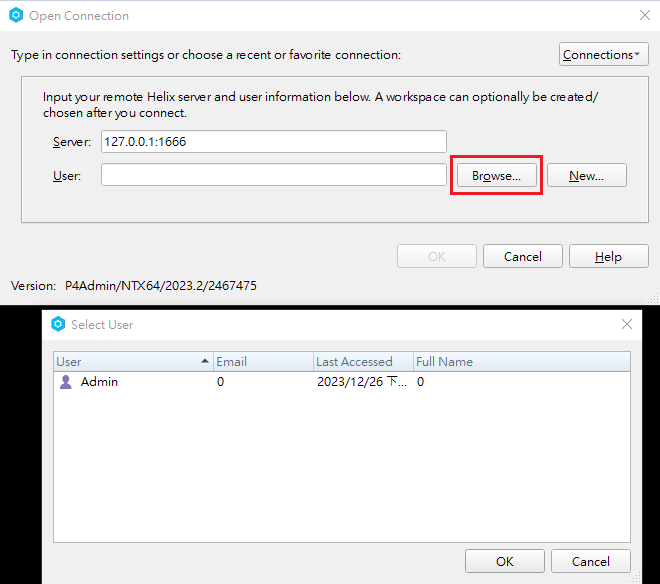 Open Connection
Type in connection settings or choose a recent or favorite connection:
Connections
Input your remote Helix server and user information below. A workspace can optionally be created/
chosen after you connect.
Server: 127.0.0.1:1666
User:
Browse... New...
OK Cancel Help
Version: P4Admin/NTX64/2023.2/2467475
Select User
User Email Last Accessed Full Name
Admin 0 2023/12/26 下... 0
OK Cancel